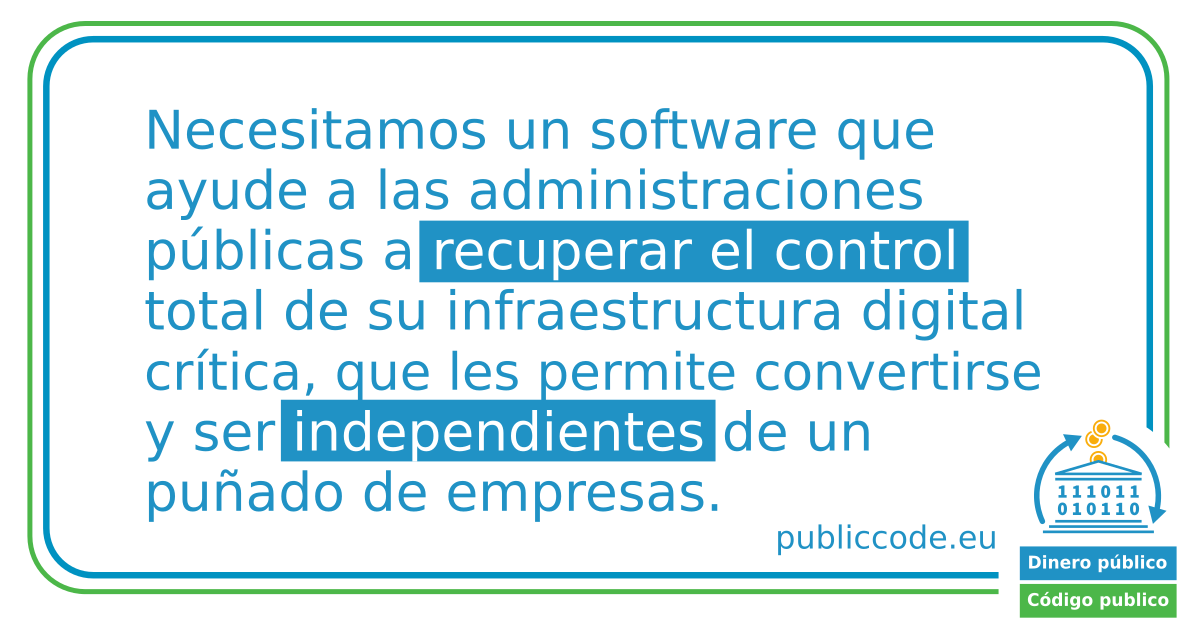 Necesitamos un software que
ayude a las administraciones
públicas a recuperar el control
total de su infraestructura digital
crítica, que les permite convertirse
y ser independientes de un
puñado de empresas.
publiccode.eu
111011
010110
Dinero público
Código publico